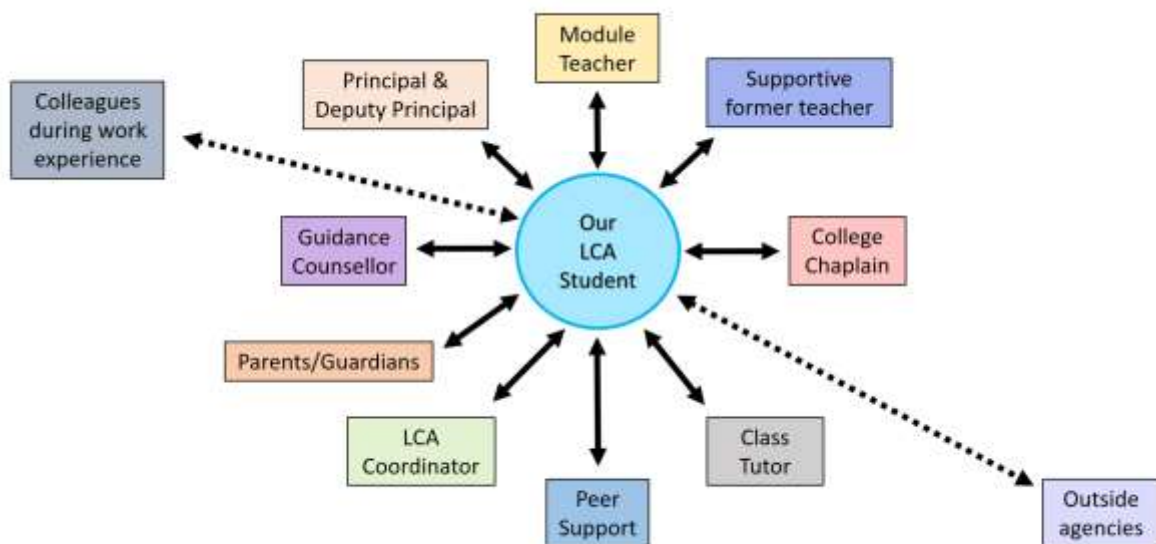 Module
Teacher
Principal &
Deputy Principal
Supportive
former teacher
Colleagues
during work
experience
Our
LCA
Student
Guidance
Counsellor
College
Chaplain
Parents/Guardians
LCA
Coordinator
Class
Tutor
Peer
Support
Outside
agencies